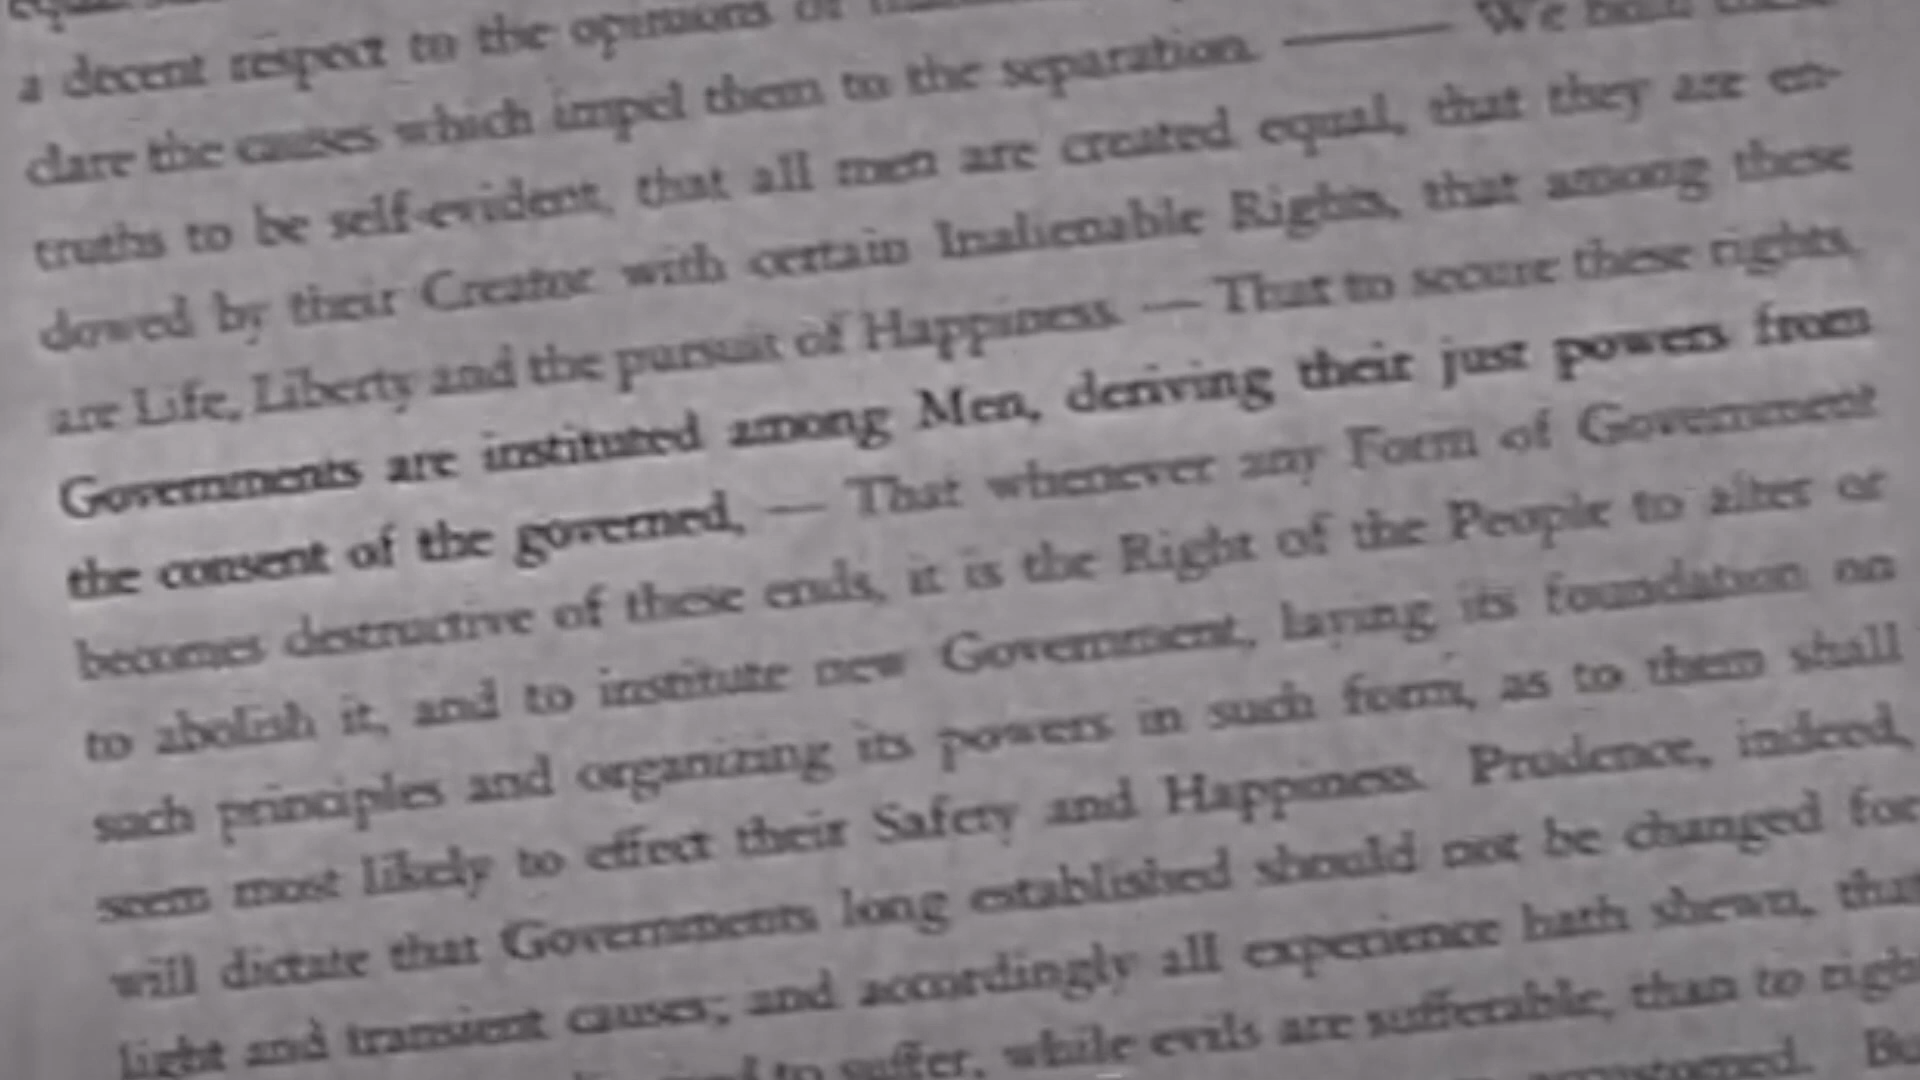 a decent respect to the opinions of
clare the causes which impel them to the separation. —— We hold these
truths to be self-evident, that all men are created equal, that they are en-
dowed by their Creator with certain Inalienable Rights, that among these
are Life, Liberty and the pursuit of Happiness. — That to secure these rights,
Governments are instituted among Men, deriving their just powers from
the consent of the governed, — That whenever any Form of Government
becomes destructive of these ends, it is the Right of the People to alter or
to abolish it, and to institute new Government, laying its foundation on
such principles and organizing its powers in such form, as to them shall
seem most likely to effect their Safety and Happiness. Prudence, indeed,
will dictate that Governments long established should not be changed for
light and transient causes; and accordingly all experience hath shewn, that
to suffer, while evils are sufferable, than to right